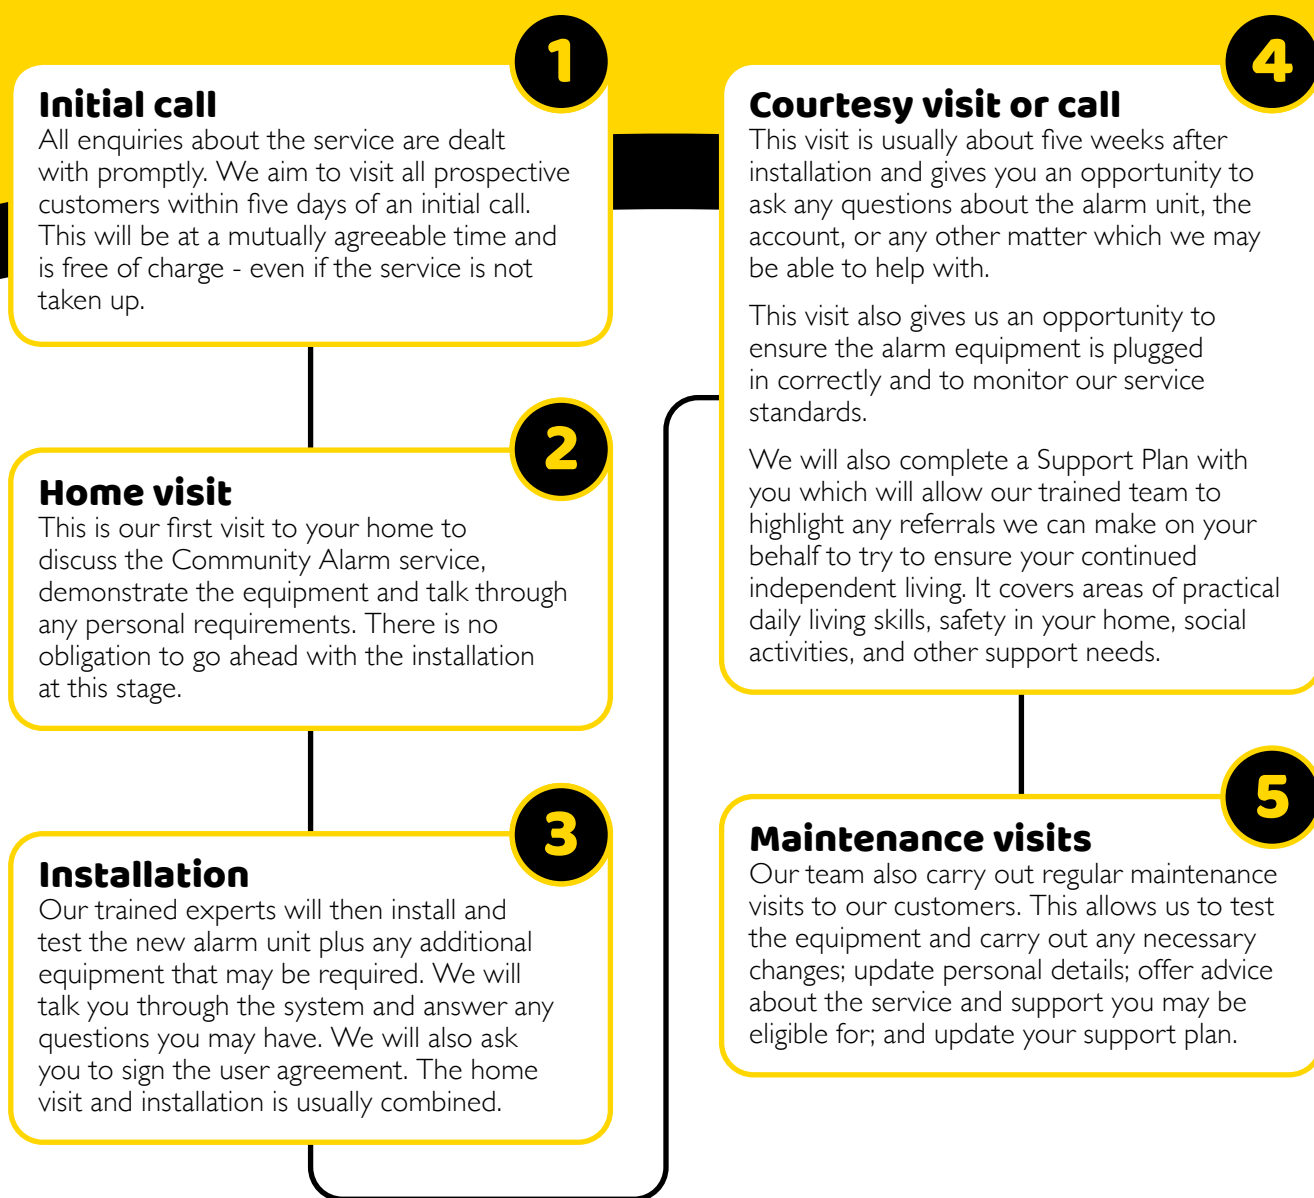 1
Initial call
All enquiries about the service are dealt
with promptly. We aim to visit all prospective
customers within five days of an initial call.
This will be at a mutually agreeable time and
is free of charge - even if the service is not
taken up.
2
Home visit
This is our first visit to your home to
discuss the Community Alarm service,
demonstrate the equipment and talk through
any personal requirements. There is no
obligation to go ahead with the installation
at this stage.
3
Installation
Our trained experts will then install and
test the new alarm unit plus any additional
equipment that may be required. We will
talk you through the system and answer any
questions you may have. We will also ask
you to sign the user agreement. The home
visit and installation is usually combined.
4
Courtesy visit or call
This visit is usually about five weeks after
installation and gives you an opportunity to
ask any questions about the alarm unit, the
account, or any other matter which we may
be able to help with.
This visit also gives us an opportunity to
ensure the alarm equipment is plugged
in correctly and to monitor our service
standards.
We will also complete a Support Plan with
you which will allow our trained team to
highlight any referrals we can make on your
behalf to try to ensure your continued
independent living. It covers areas of practical
daily living skills, safety in your home, social
activities, and other support needs.
5
Maintenance visits
Our team also carry out regular maintenance
visits to our customers. This allows us to test
the equipment and carry out any necessary
changes; update personal details; offer advice
about the service and support you may be
eligible for; and update your support plan.